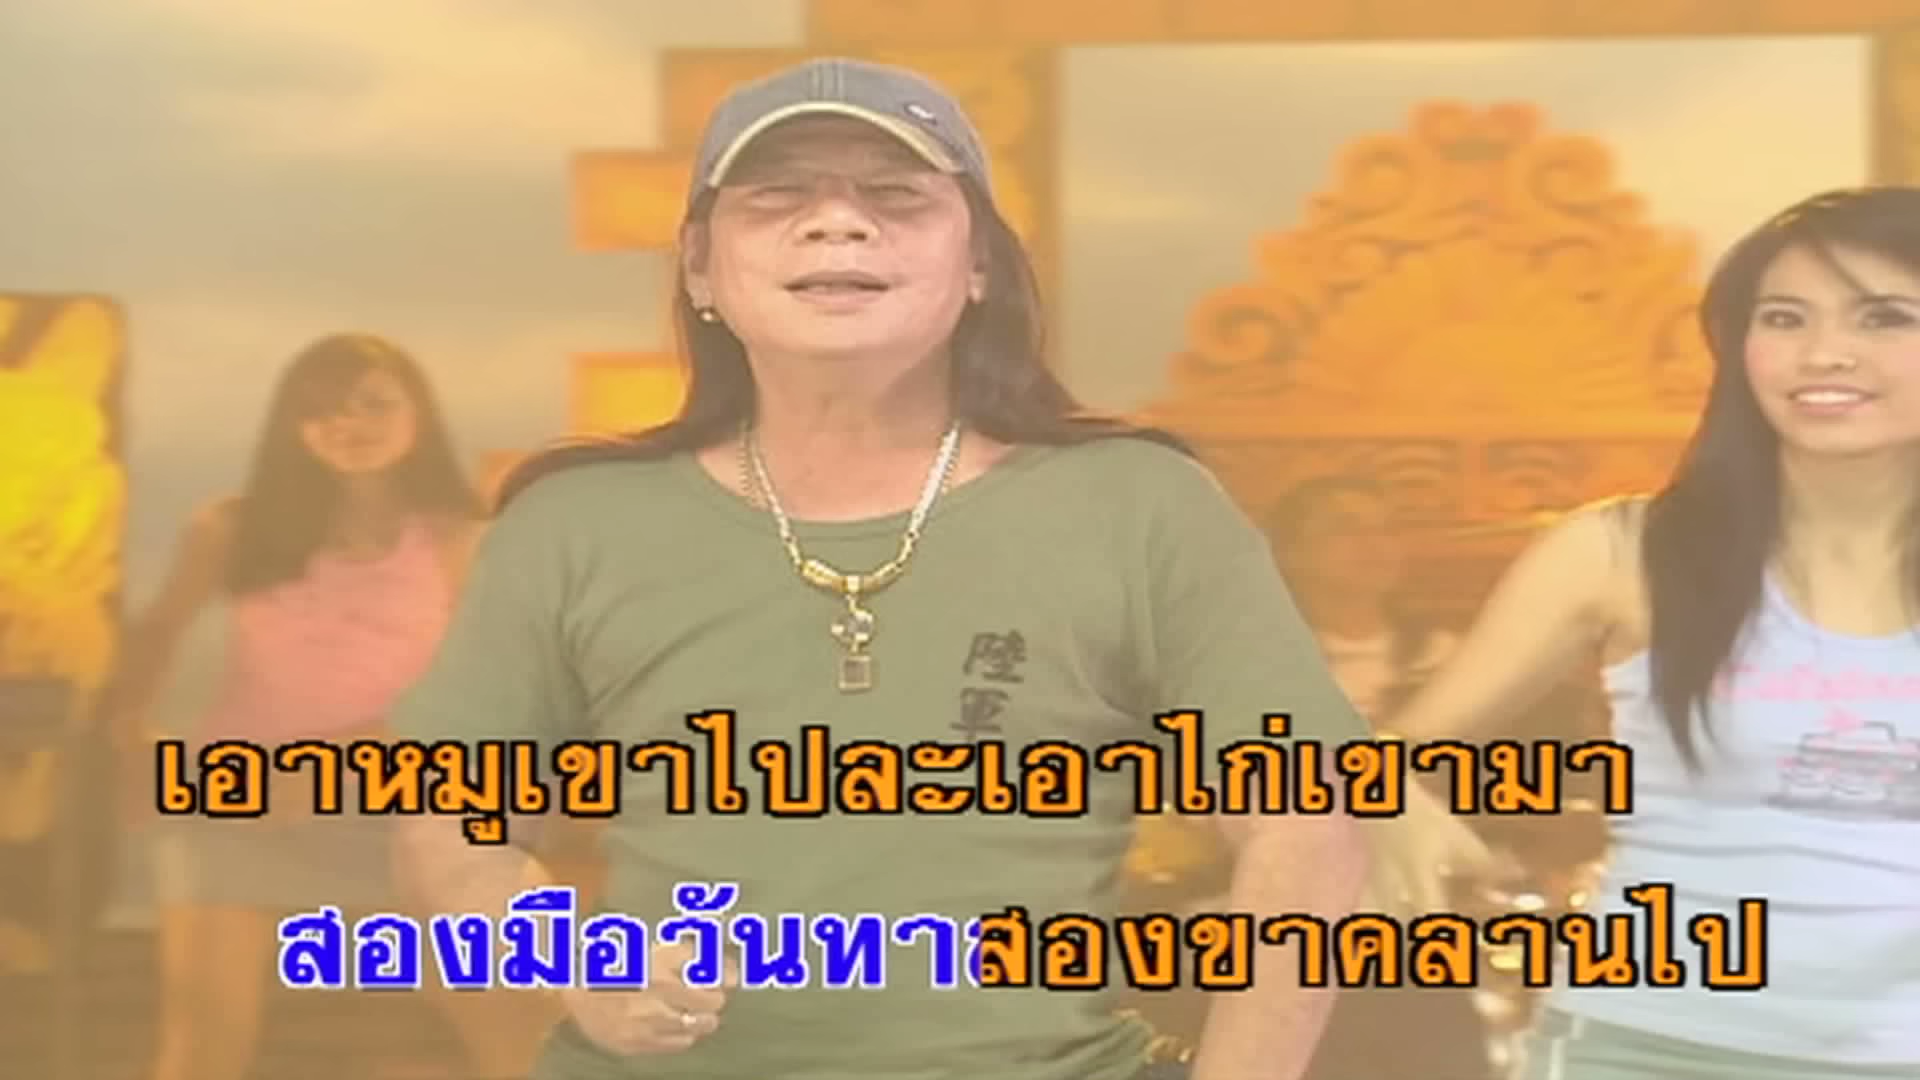 陸軍
เอาหมูเขาไปละเอาไก่เขามา
สองมือวันทาสองขาคลานไป